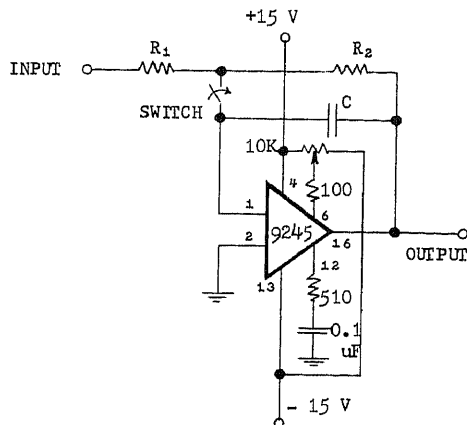 +15 V
R1
R2
INPUT
SWITCH
C
10K
4
100
1
6
9245
16
2
OUTPUT
12
13
510
0.1
uF
- 15 V